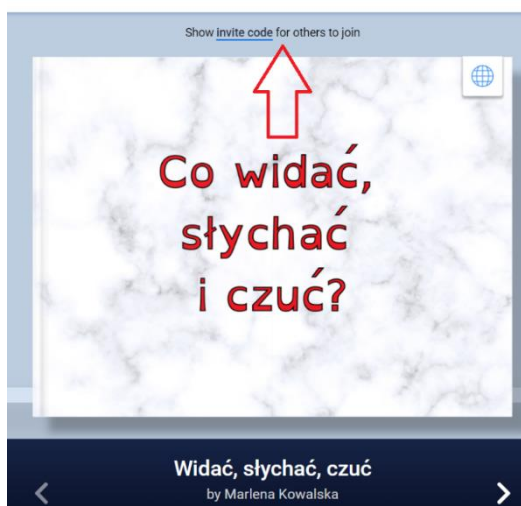 Show invite code for others to join
Co widać,
słychać
i czuć?
Widać, słychać, czuć
by Marlena Kowalska